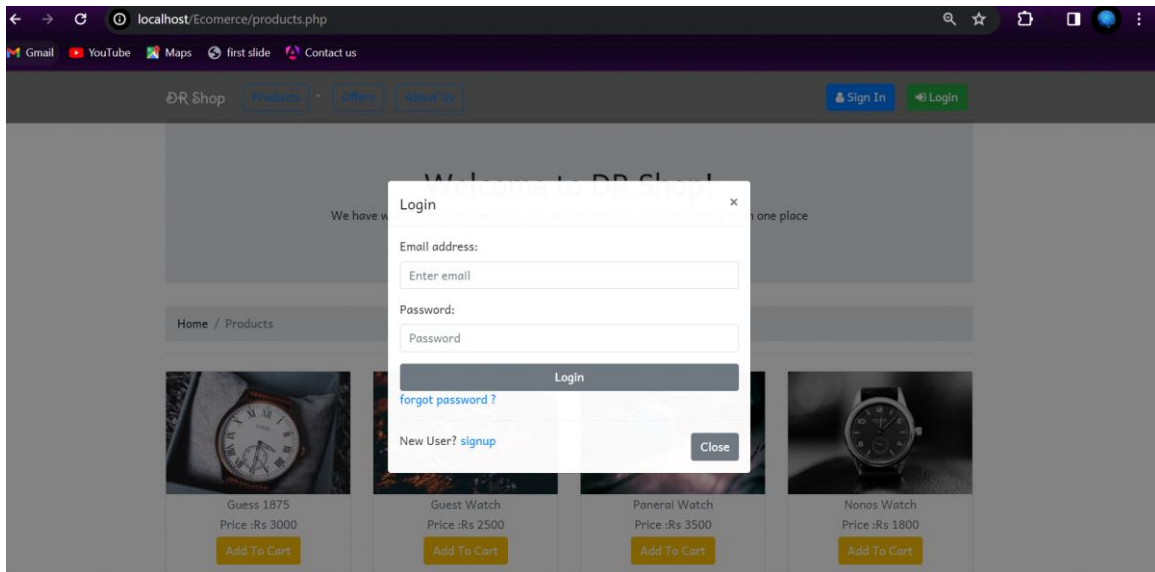 localhost/Ecomerce/products.php
Gmail YouTube Maps first slide Contact us
DR Shop Products Offers About Us Sign In Login
Welcome to DR Shop!
We have w
n one place
Login ×
Email address:
Enter email
Password:
Password
Login
forgot password ?
New User? signup
Close
Home / Products
GUESS
Guess 1875 Guest Watch Panerai Watch Nonos Watch
Price :Rs 3000 Price :Rs 2500 Price :Rs 3500 Price :Rs 1800
Add To Cart Add To Cart Add To Cart Add To Cart